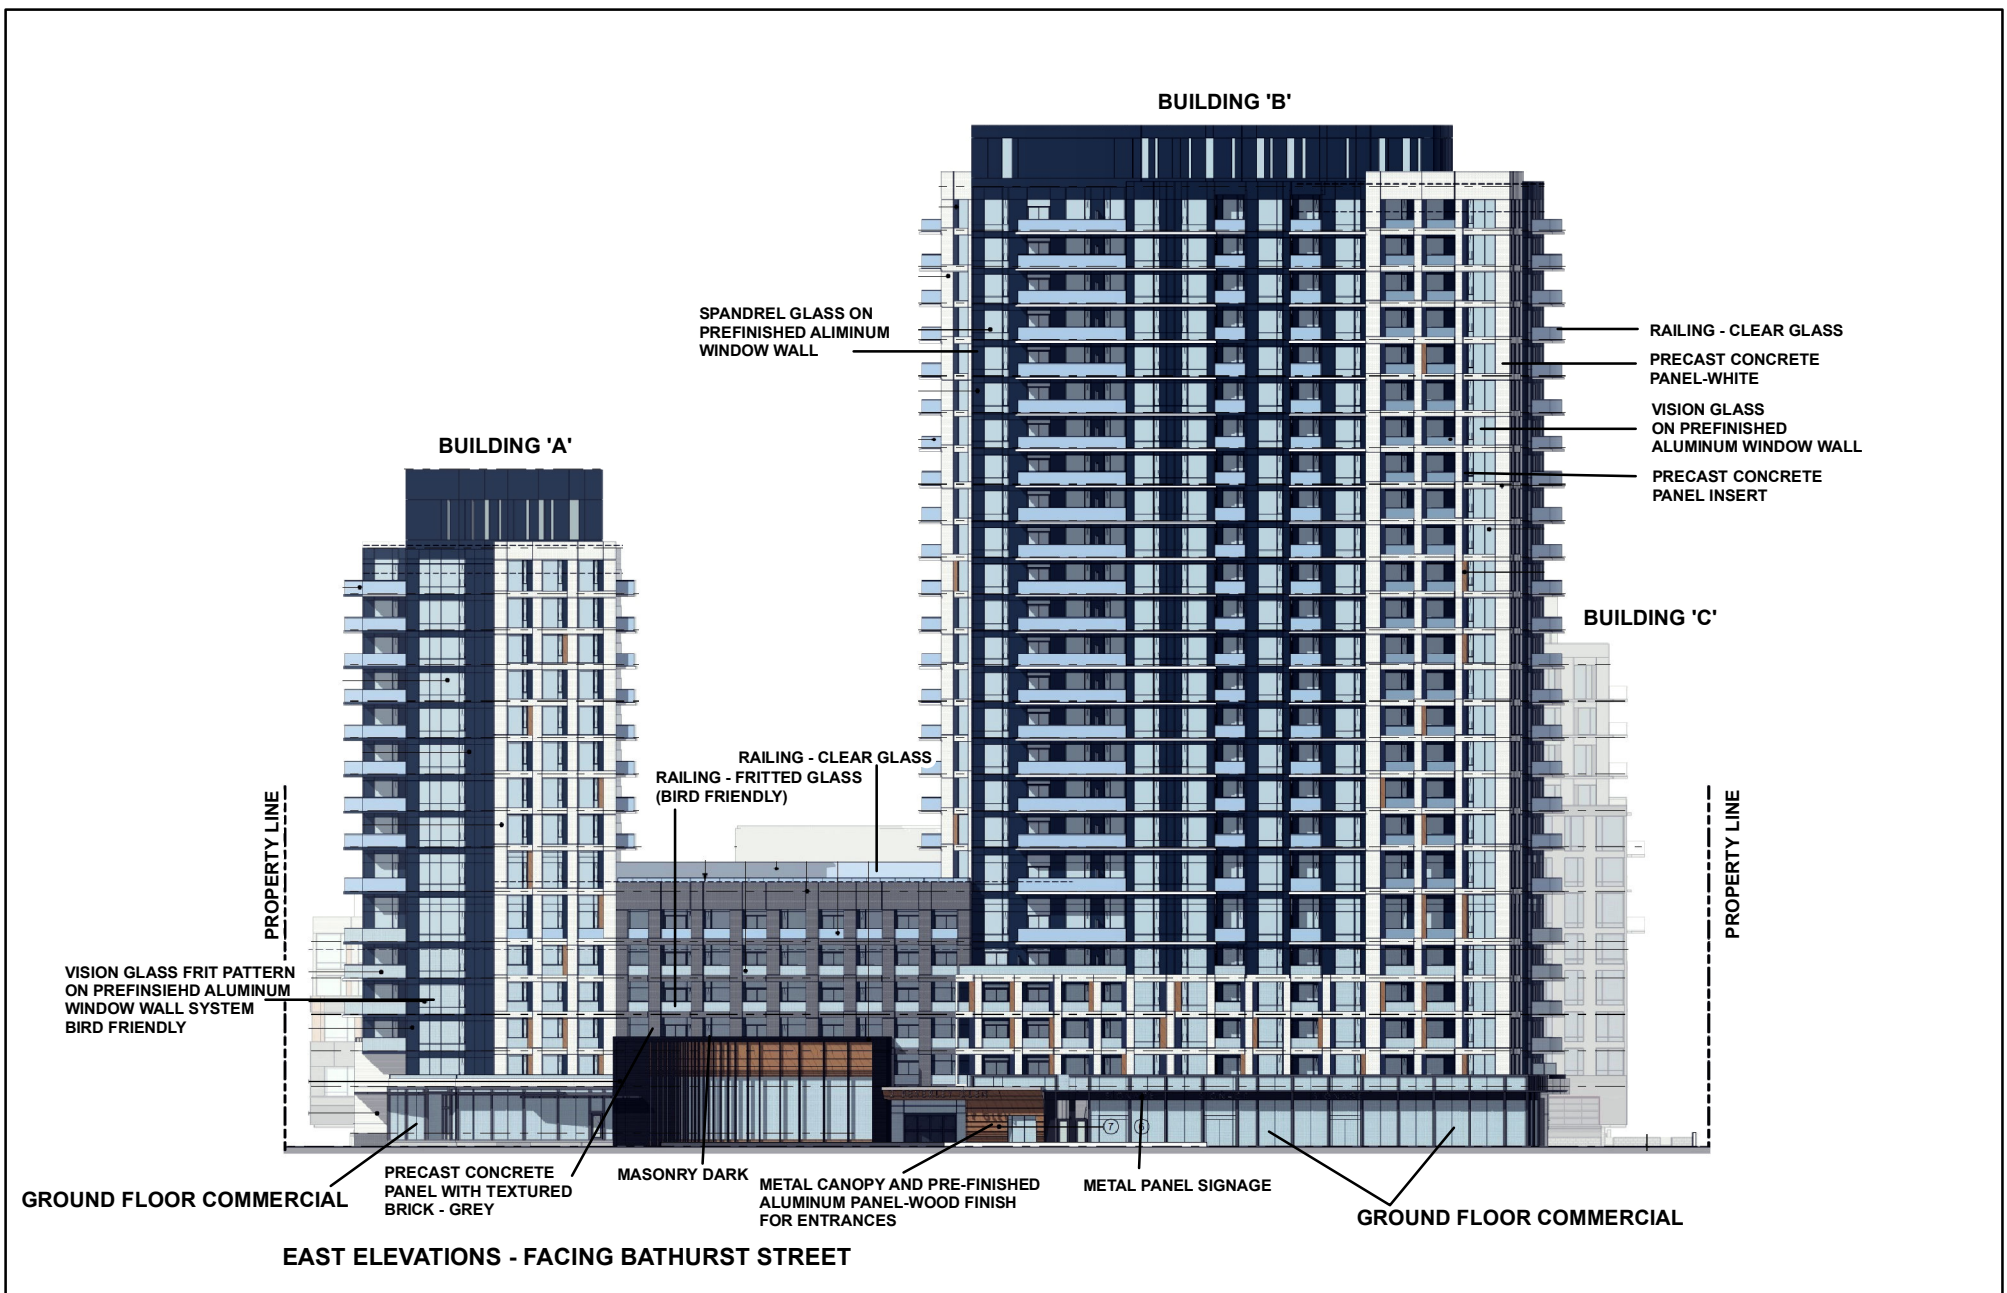 BUILDING 'B'
SPANDREL GLASS ON
PREFINISHED ALIMINUM
WINDOW WALL
RAILING - CLEAR GLASS
PRECAST CONCRETE
PANEL-WHITE
VISION GLASS
ON PREFINISHED
ALUMINUM WINDOW WALL
PRECAST CONCRETE
PANEL INSERT
BUILDING 'A'
BUILDING 'C'
RAILING - CLEAR GLASS
RAILING - FRITTED GLASS
(BIRD FRIENDLY)
PROPERTY LINE
PROPERTY LINE
VISION GLASS FRIT PATTERN
ON PREFINSIEHD ALUMINUM
WINDOW WALL SYSTEM
BIRD FRIENDLY
7
6
GROUND FLOOR COMMERCIAL
PRECAST CONCRETE
PANEL WITH TEXTURED
BRICK - GREY
MASONRY DARK
METAL CANOPY AND PRE-FINISHED
ALUMINUM PANEL-WOOD FINISH
FOR ENTRANCES
METAL PANEL SIGNAGE
GROUND FLOOR COMMERCIAL
EAST ELEVATIONS - FACING BATHURST STREET